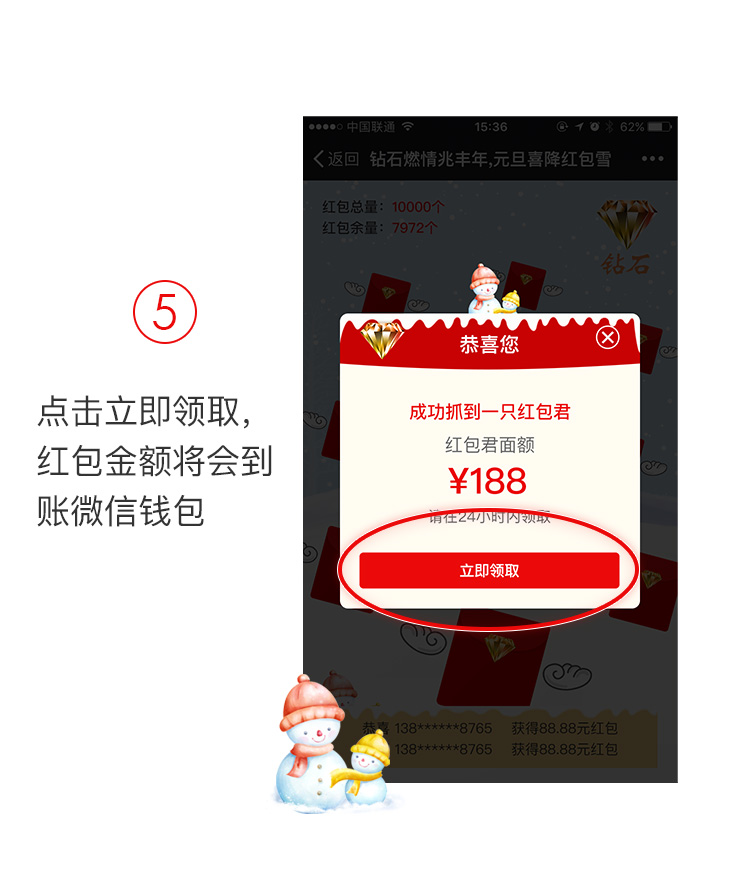 中国联通 15:36 62%
返回 钻石燃情兆丰年,元旦喜降红包雪
红包总量：10000个
红包余量：7972个
钻石
5
点击立即领取，
红包金额将会到
账微信钱包
恭喜您
成功抓到一只红包君
红包君面额
¥188
请在24小时内领取
立即领取
恭喜 138******8765 获得88.88元红包
138******8765 获得88.88元红包